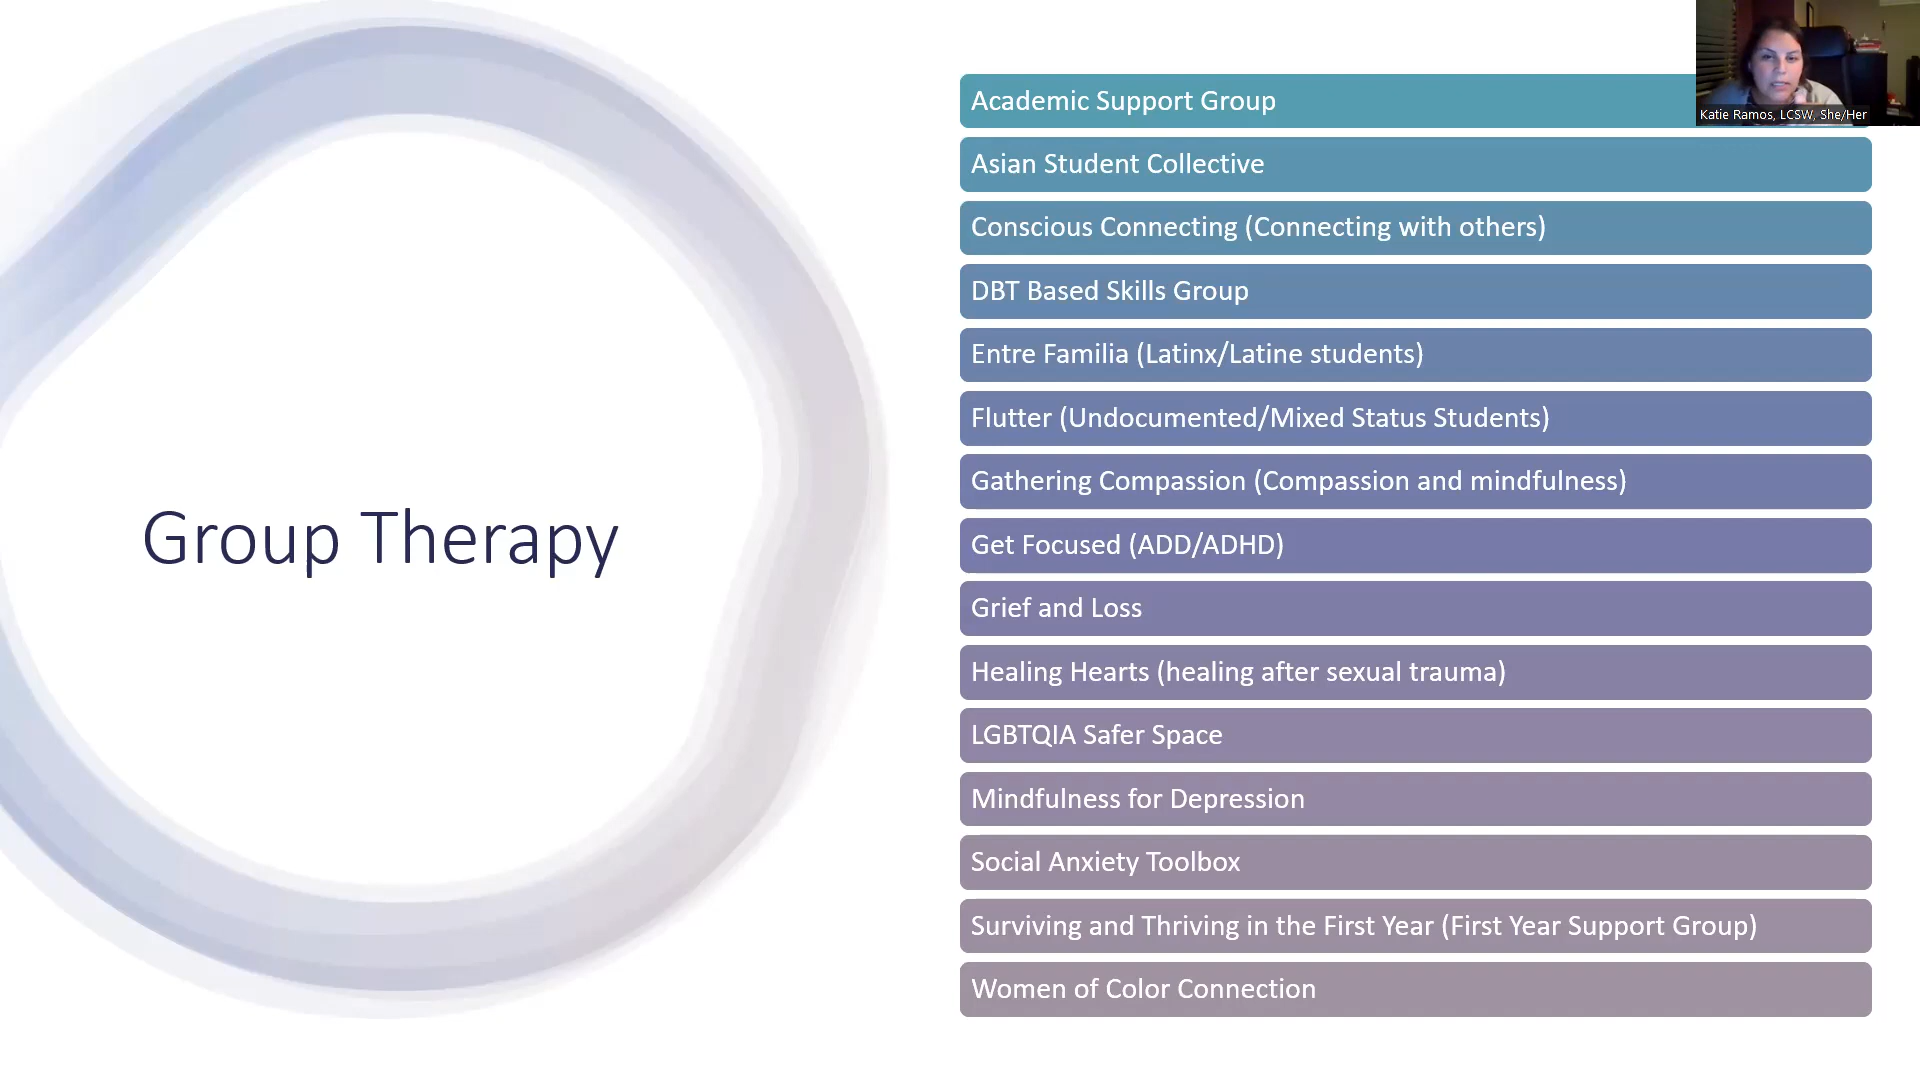 Group Therapy
Academic Support Group
Asian Student Collective
Conscious Connecting (Connecting with others)
DBT Based Skills Group
Entre Familia (Latinx/Latine students)
Flutter (Undocumented/Mixed Status Students)
Gathering Compassion (Compassion and mindfulness)
Get Focused (ADD/ADHD)
Grief and Loss
Healing Hearts (healing after sexual trauma)
LGBTQIA Safer Space
Mindfulness for Depression
Social Anxiety Toolbox
Surviving and Thriving in the First Year (First Year Support Group)
Women of Color Connection
Katie Ramos, LCSW, She/Her